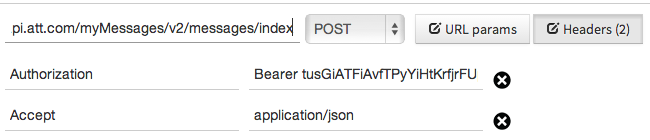 pi.att.com/myMessages/v2/messages/index POST URL params Headers (2)
Authorization Bearer tusGiATFiAvfTPyYiHtKrfjrFU
Accept application/json